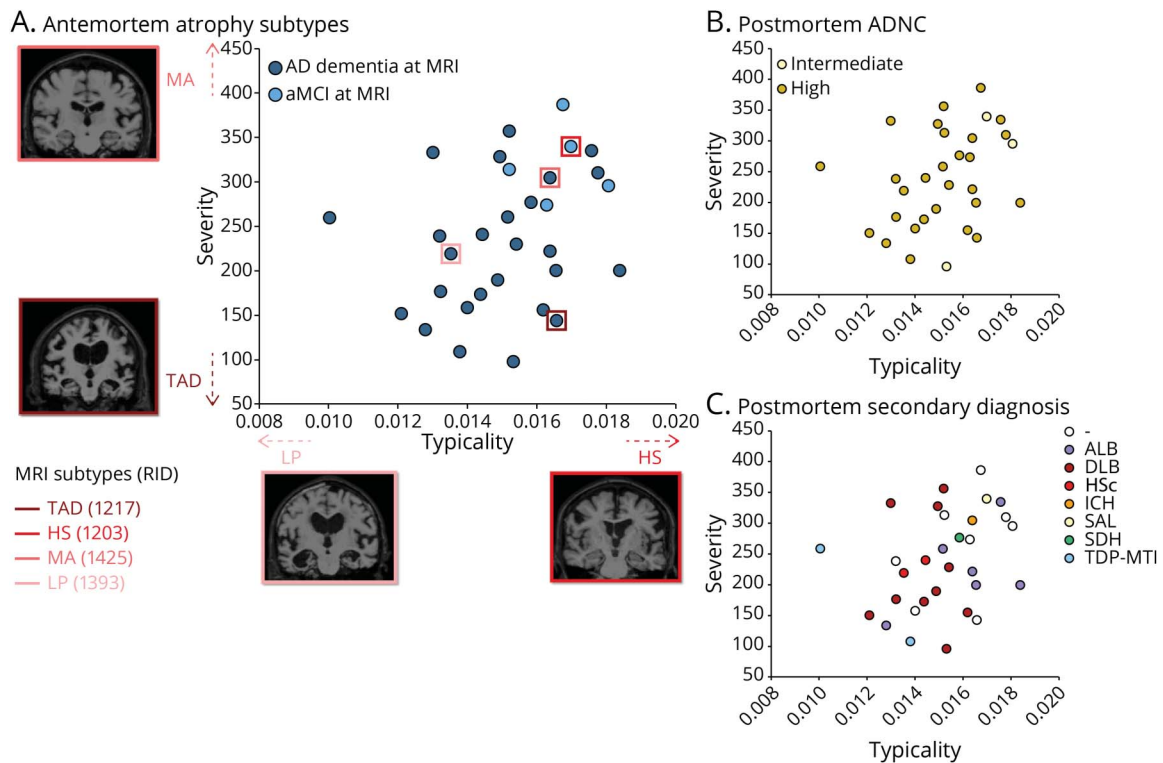 A. Antemortem atrophy subtypes
MA
TAD
450
400
350
300
250
200
150
100
50
Severity
AD dementia at MRI
aMCI at MRI
0.008 0.010 0.012 0.014 0.016 0.018 0.020
Typicality
LP
HS
MRI subtypes (RID)
TAD (1217)
HS (1203)
MA (1425)
LP (1393)
B. Postmortem ADNC
450
400
350
300
250
200
150
100
50
Severity
Intermediate
High
0.008 0.010 0.012 0.014 0.016 0.018 0.020
Typicality
C. Postmortem secondary diagnosis
450
400
350
300
250
200
150
100
50
Severity
-
ALB
DLB
HSc
ICH
SAL
SDH
TDP-MTI
0.008 0.010 0.012 0.014 0.016 0.018 0.020
Typicality